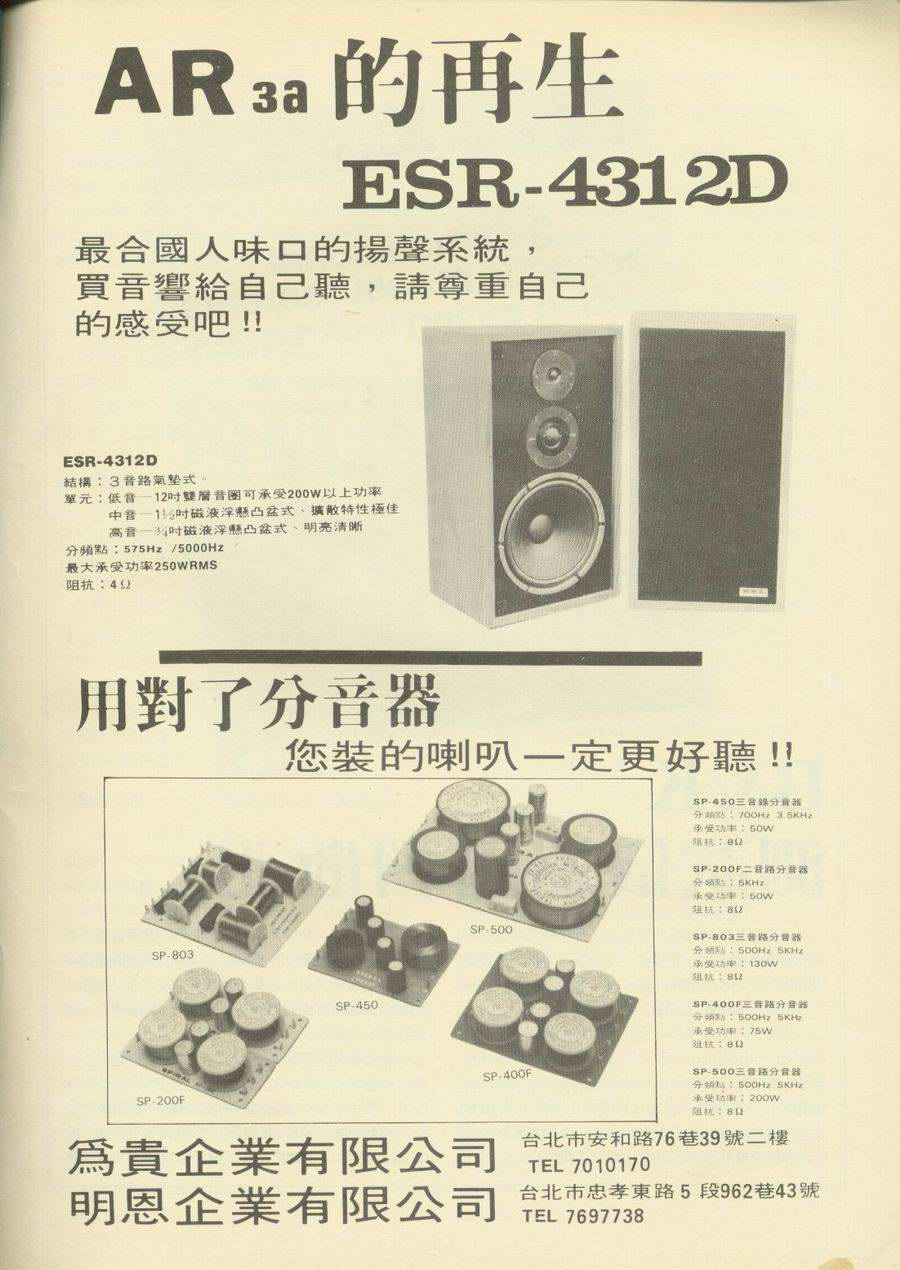 AR 3a 的再生
ESR-4312D
最合國人味口的揚聲系統，
買音響給自己聽，請尊重自己
的感受吧!!
ESR-4312D
結構：3音路氣墊式。
單元：低音—12吋雙層音圈可承受200W以上功率
中音—1½吋磁液浮懸凸盆式、擴散特性極佳
高音—¾吋磁液浮懸凸盆式、明亮清晰
分頻點：575Hz /5000Hz
最大承受功率250WRMS
阻抗：4Ω
用對了分音器
您裝的喇叭一定更好聽!!
SP-803
SP-450
SP-500
SP-200F
SP-400F
SPIRAL
SP-450三音錄分音器
分頻點：700Hz 3.5KHz
承受功率：50W
阻抗：8Ω
SP-200F二音路分音器
分頻點：5KHz
承受功率：50W
阻抗：8Ω
SP-803三音路分音器
分頻點：500Hz 5KHz
承受功率：130W
阻抗：8Ω
SP-400F三音路分音器
分頻點：500Hz 5KHz
承受功率：75W
阻抗：8Ω
SP-500三音路分音器
分頻點：500Hz 5KHz
承受功率：200W
阻抗：8Ω
爲貴企業有限公司
台北市安和路76巷39號二樓
TEL 7010170
明恩企業有限公司
台北市忠孝東路5段962巷43號
TEL 7697738